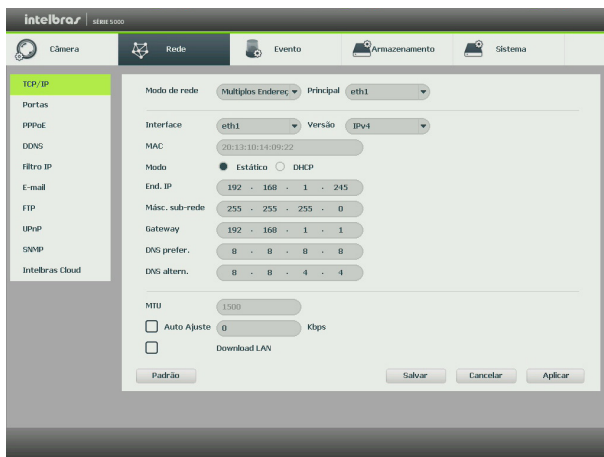 intelbras SÉRIE 5000
Câmera Rede Evento Armazenamento Sistema
TCP/IP
Portas
PPPoE
DDNS
Filtro IP
E-mail
FTP
UPnP
SNMP
Intelbras Cloud
Modo de rede Multiplos Endereç Principal eth1
Interface eth1 Versão IPv4
MAC 20:13:10:14:09:22
Modo Estático DHCP
End. IP 192 . 168 . 1 . 245
Másc. sub-rede 255 . 255 . 255 . 0
Gateway 192 . 168 . 1 . 1
DNS prefer. 8 . 8 . 8 . 8
DNS altern. 8 . 8 . 4 . 4
MTU 1500
Auto Ajuste 0 Kbps
Download LAN
Padrão Salvar Cancelar Aplicar